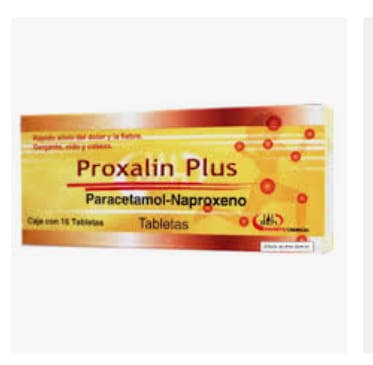 Rápido alivio del dolor y la fiebre.
Garganta, oído y cabeza.
Proxalin Plus
Paracetamol-Naproxeno
Caja con 16 Tabletas
Tabletas